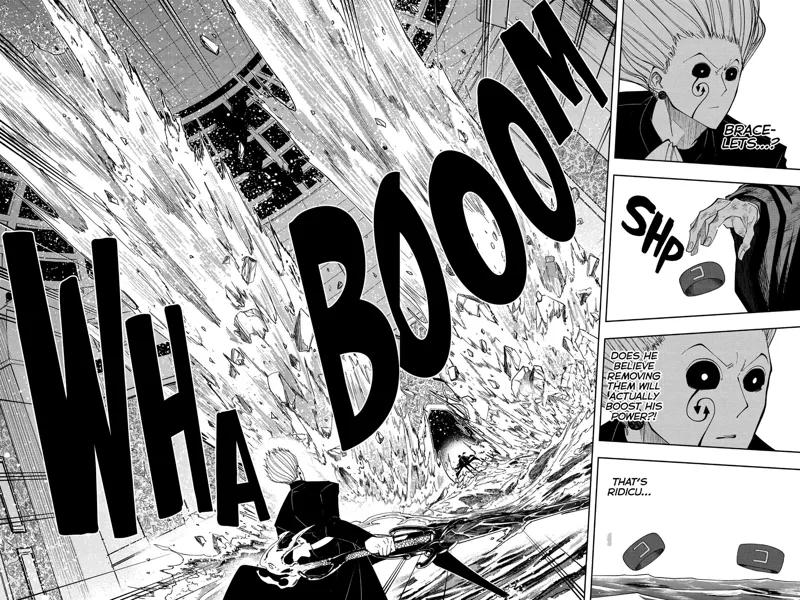 BRACE-
LETS...?
SHP
DOES HE
BELIEVE
REMOVING
THEM WILL
ACTUALLY
BOOST HIS
POWER?!
THAT'S
RIDICU...
WHA
BOOOM